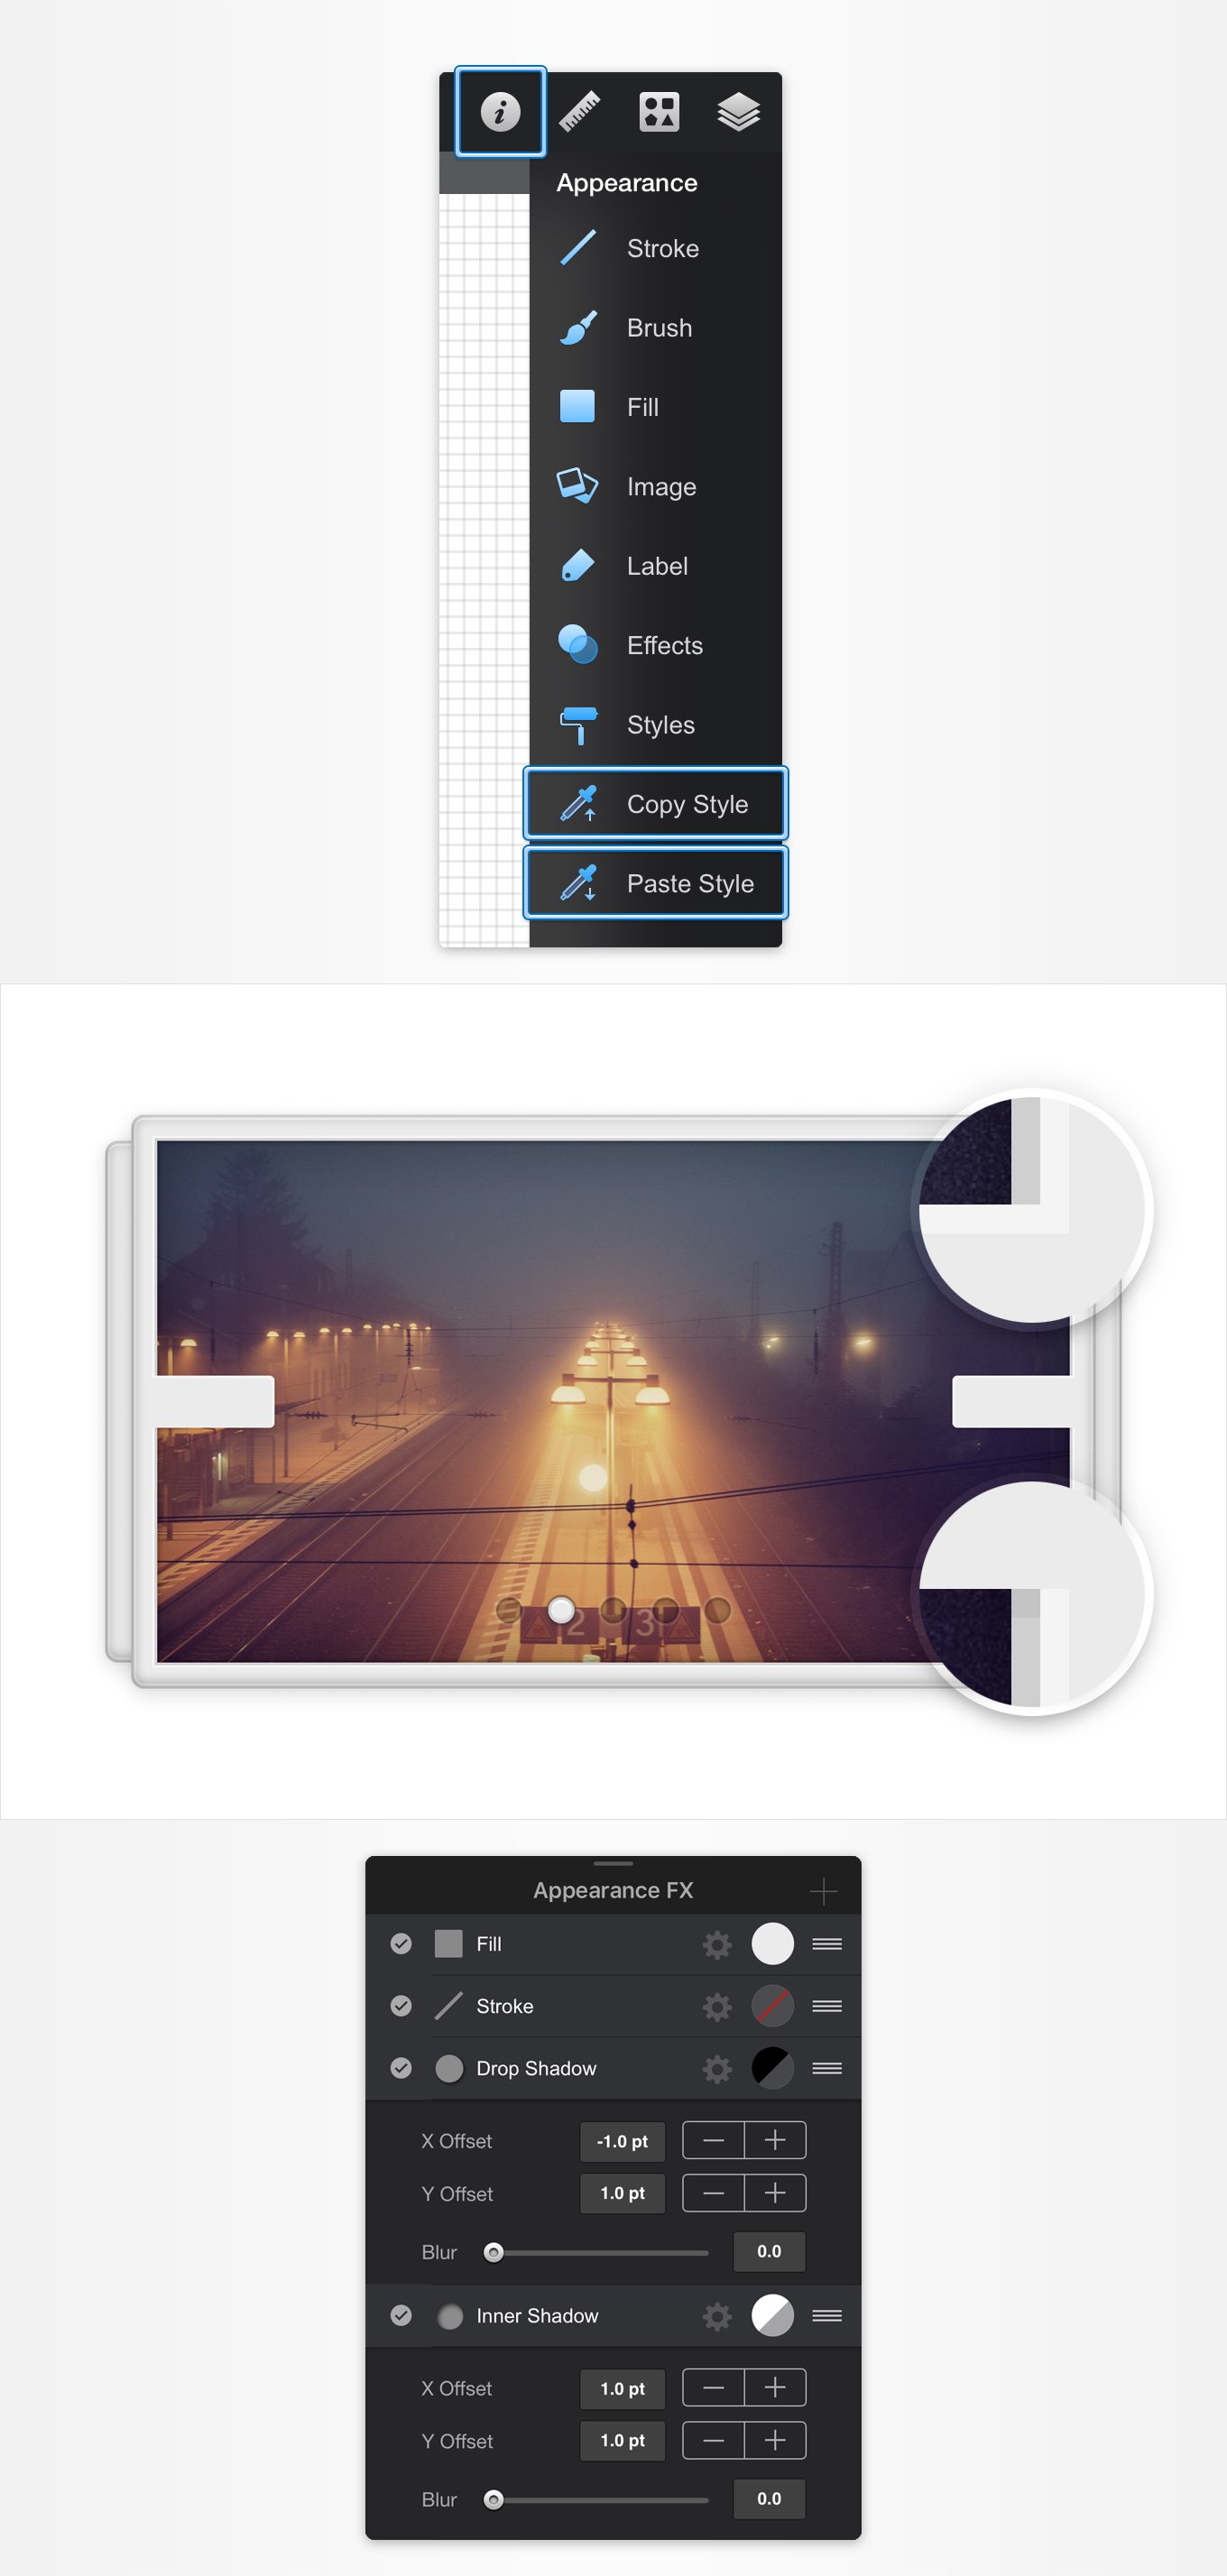 Appearance
Stroke
Brush
Fill
Image
Label
Effects
Styles
Copy Style
Paste Style
2 3
Appearance FX
Fill
Stroke
Drop Shadow
X Offset -1.0 pt
Y Offset 1.0 pt
Blur 0.0
Inner Shadow
X Offset 1.0 pt
Y Offset 1.0 pt
Blur 0.0